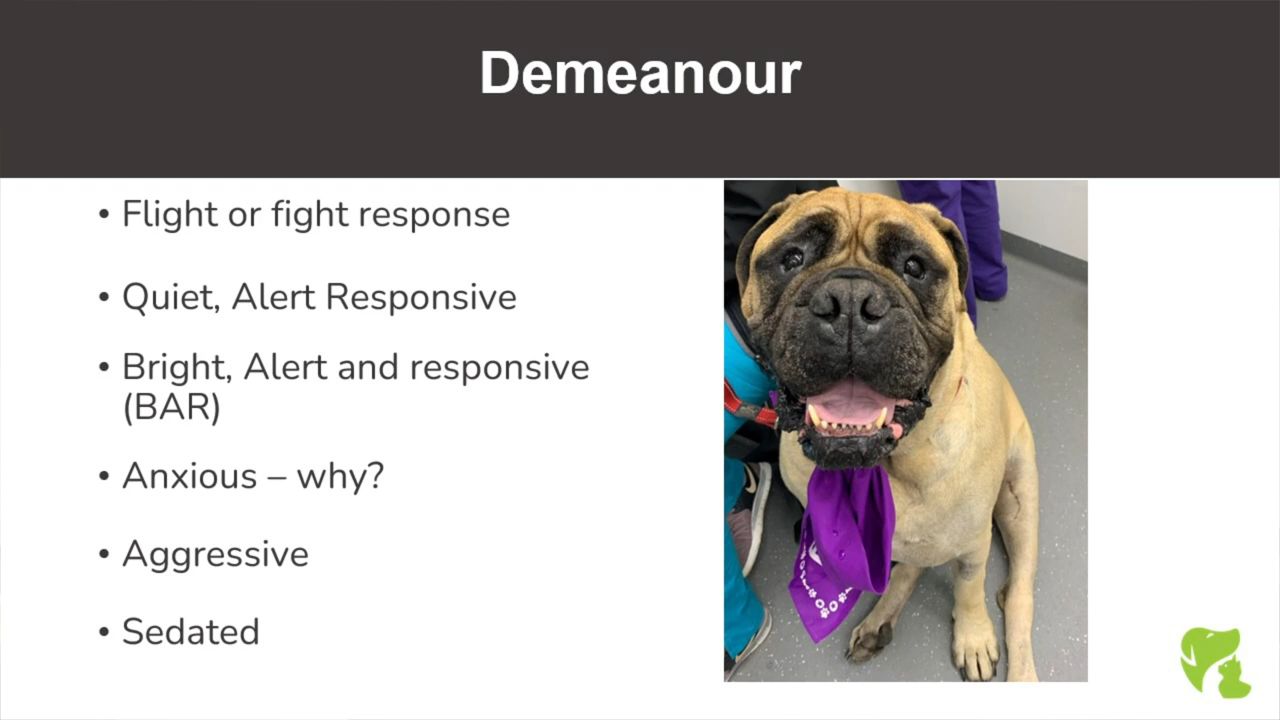 Demeanour
• Flight or fight response
• Quiet, Alert Responsive
• Bright, Alert and responsive
(BAR)
• Anxious – why?
• Aggressive
• Sedated